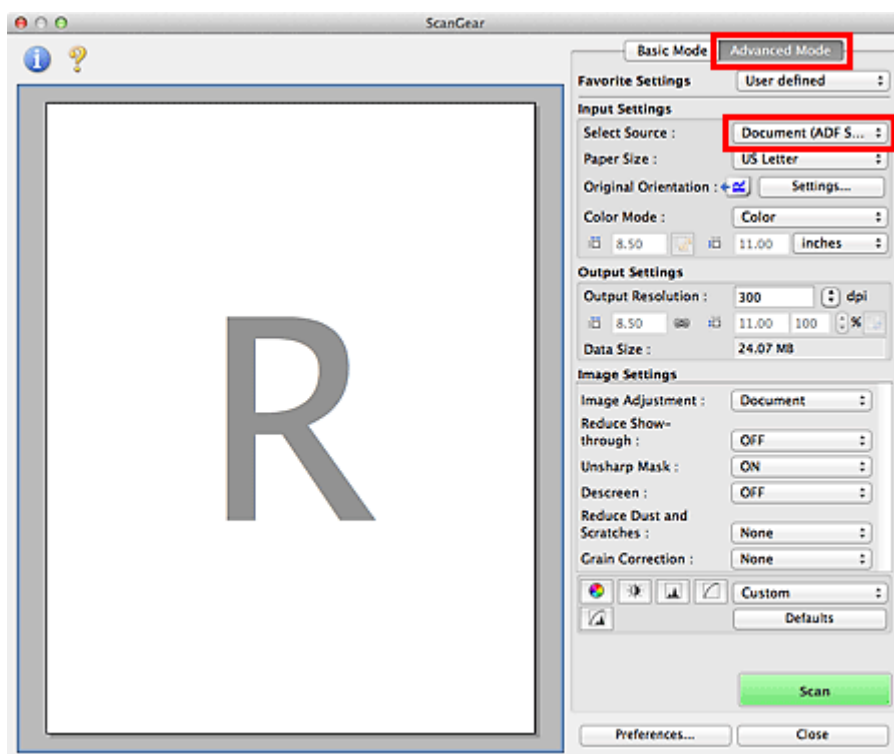 ScanGear
Basic Mode Advanced Mode
Favorite Settings User defined
Input Settings
Select Source : Document (ADF S...
Paper Size : US Letter
Original Orientation : R Settings...
Color Mode : Color
8.50 11.00 inches
Output Settings
Output Resolution : 300 dpi
8.50 11.00 100 %
Data Size : 24.07 MB
Image Settings
Image Adjustment : Document
Reduce Show-
through : OFF
Unsharp Mask : ON
Descreen : OFF
Reduce Dust and
Scratches : None
Grain Correction : None
Custom
Defaults
Scan
Preferences... Close
R